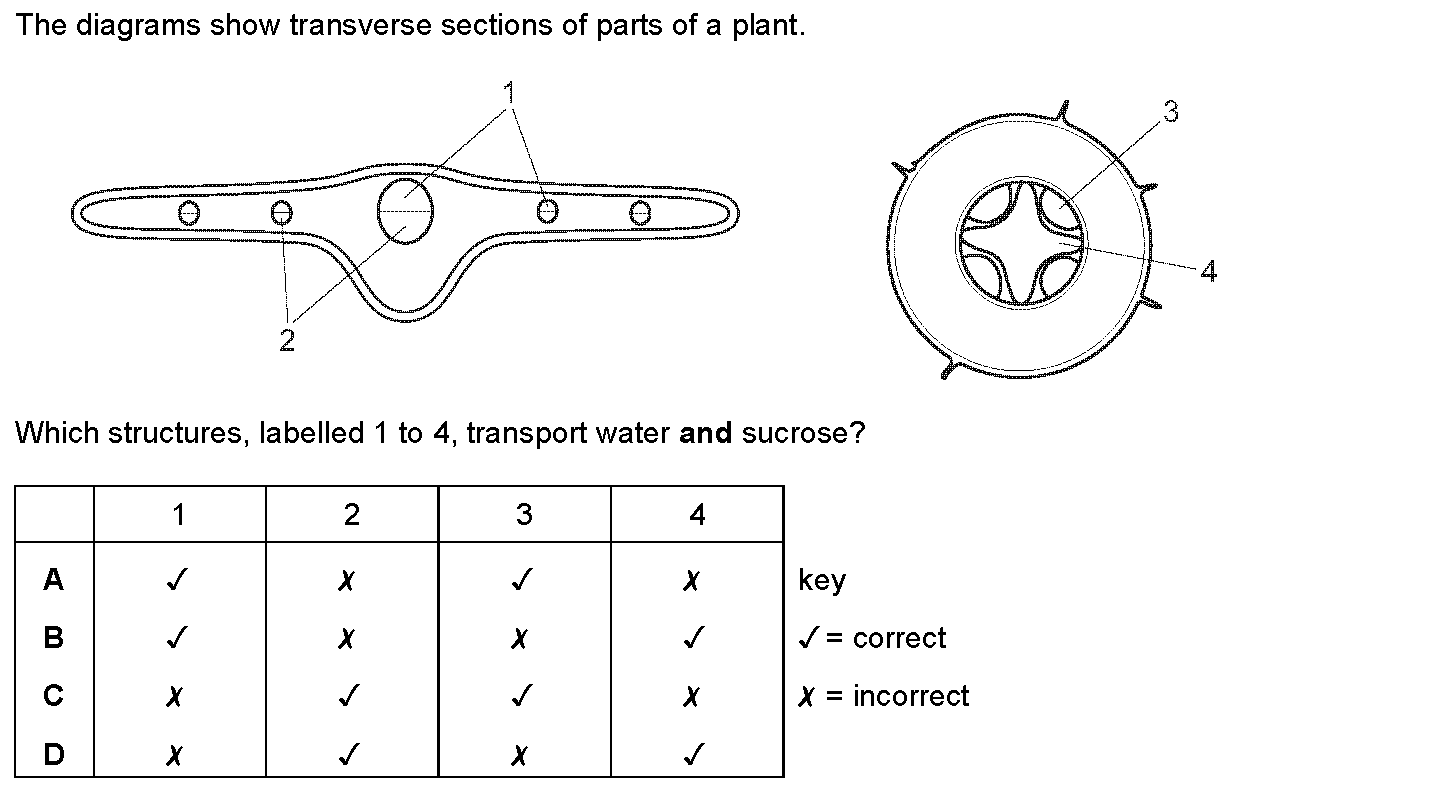 The diagrams show transverse sections of parts of a plant.
1
3
4
2
Which structures, labelled 1 to 4, transport water and sucrose?
1 2 3 4
A ✓ ✗ ✓ ✗ key
B ✓ ✗ ✗ ✓ ✓ = correct
C ✗ ✓ ✓ ✗ ✗ = incorrect
D ✗ ✓ ✗ ✓